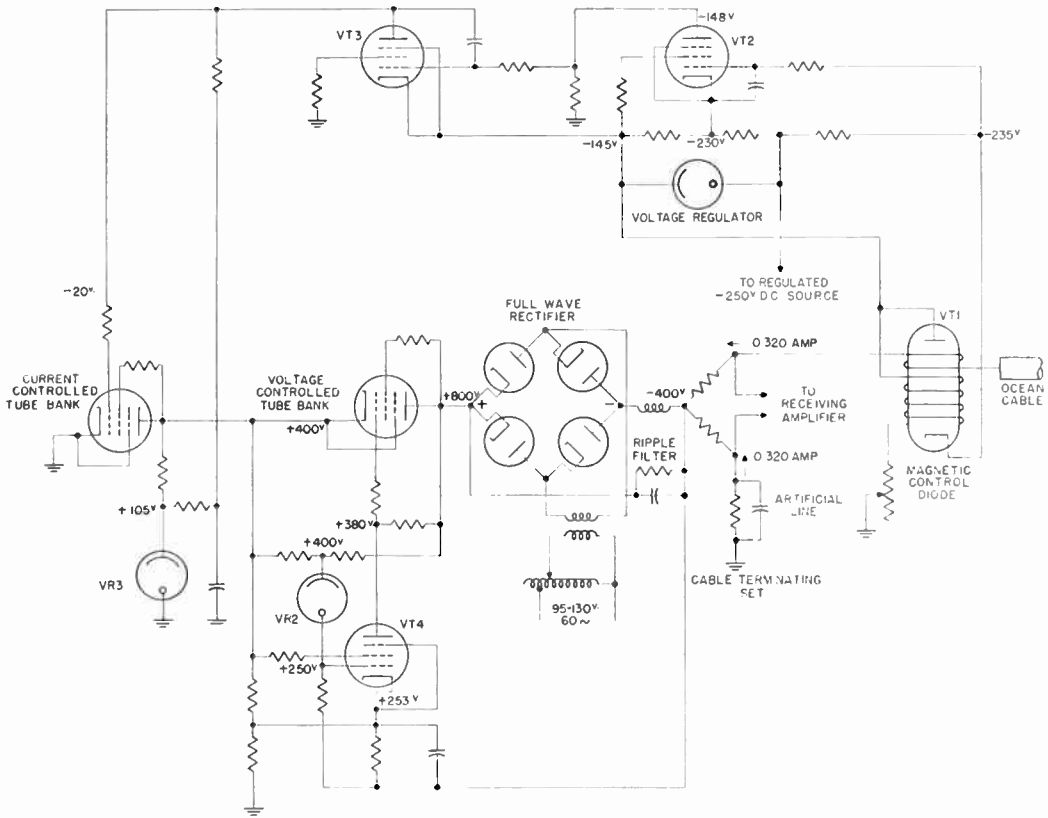 -148V
VT3
VT2
-145V
-230V
-235V
VOLTAGE REGULATOR
TO REGULATED
-250V DC SOURCE
-20V.
FULL WAVE
RECTIFIER
VT1
0.320 AMP
CURRENT
CONTROLLED
TUBE BANK
VOLTAGE
CONTROLLED
TUBE BANK
+400V
+800V
+
-
-400V
TO
RECEIVING
AMPLIFIER
OCEAN
CABLE
RIPPLE
FILTER
0.320 AMP
MAGNETIC
CONTROL
DIODE
ARTIFICIAL
LINE
+105V
+380V
+400V
CABLE TERMINATING
SET
VR3
VR2
95-130V.
60~
VT4
+250V
+253V